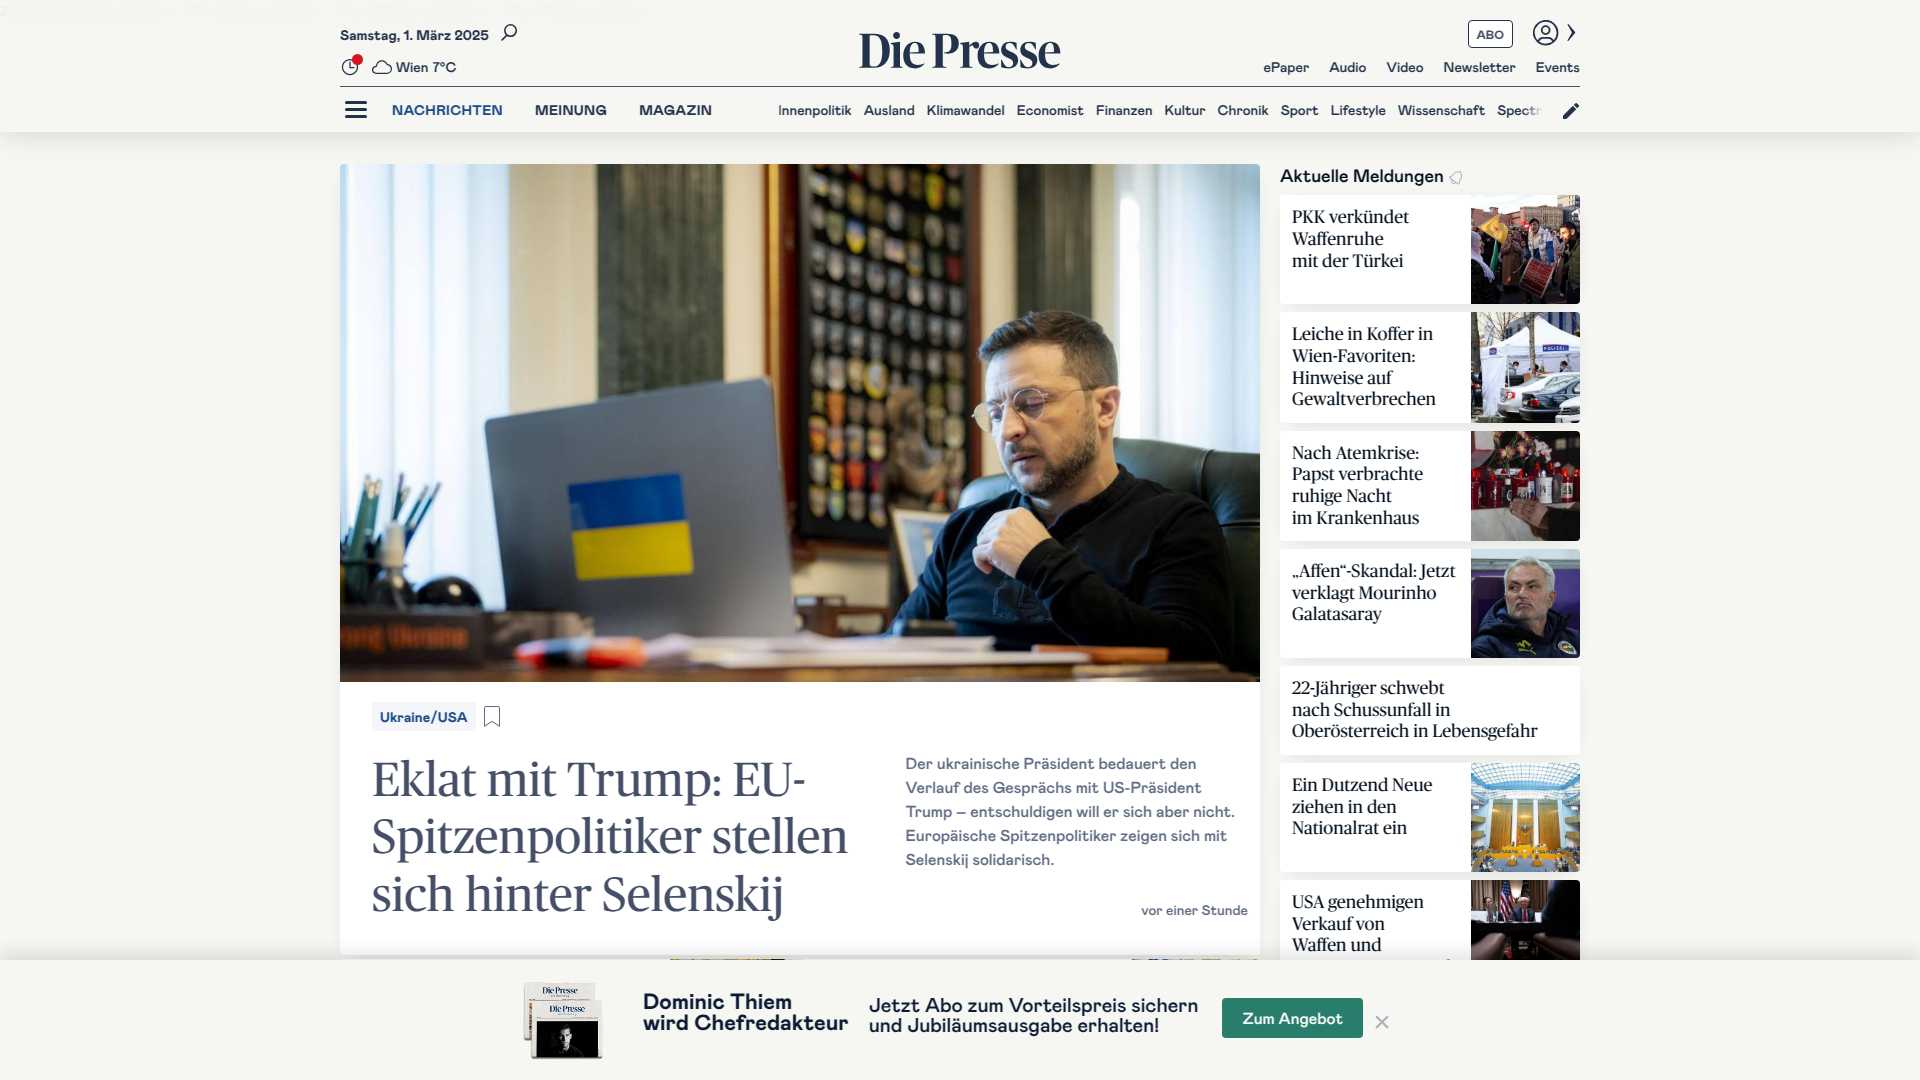 Samstag, 1. März 2025
Wien 7°C
Die Presse
ABO
ePaper Audio Video Newsletter Events
NACHRICHTEN MEINUNG MAGAZIN
Innenpolitik Ausland Klimawandel Economist Finanzen Kultur Chronik Sport Lifestyle Wissenschaft Spectr
Ukraine/USA
Eklat mit Trump: EU-
Spitzenpolitiker stellen
sich hinter Selenskij
Der ukrainische Präsident bedauert den
Verlauf des Gesprächs mit US-Präsident
Trump – entschuldigen will er sich aber nicht.
Europäische Spitzenpolitiker zeigen sich mit
Selenskij solidarisch.
vor einer Stunde
Aktuelle Meldungen
PKK verkündet
Waffenruhe
mit der Türkei
Leiche in Koffer in
Wien-Favoriten:
Hinweise auf
Gewaltverbrechen
POLIZEI
Nach Atemkrise:
Papst verbrachte
ruhige Nacht
im Krankenhaus
„Affen“-Skandal: Jetzt
verklagt Mourinho
Galatasaray
22-Jähriger schwebt
nach Schussunfall in
Oberösterreich in Lebensgefahr
Ein Dutzend Neue
ziehen in den
Nationalrat ein
USA genehmigen
Verkauf von
Waffen und
Die Presse
Die Presse
Dominic Thiem
wird Chefredakteur
Jetzt Abo zum Vorteilspreis sichern
und Jubiläumsausgabe erhalten!
Zum Angebot